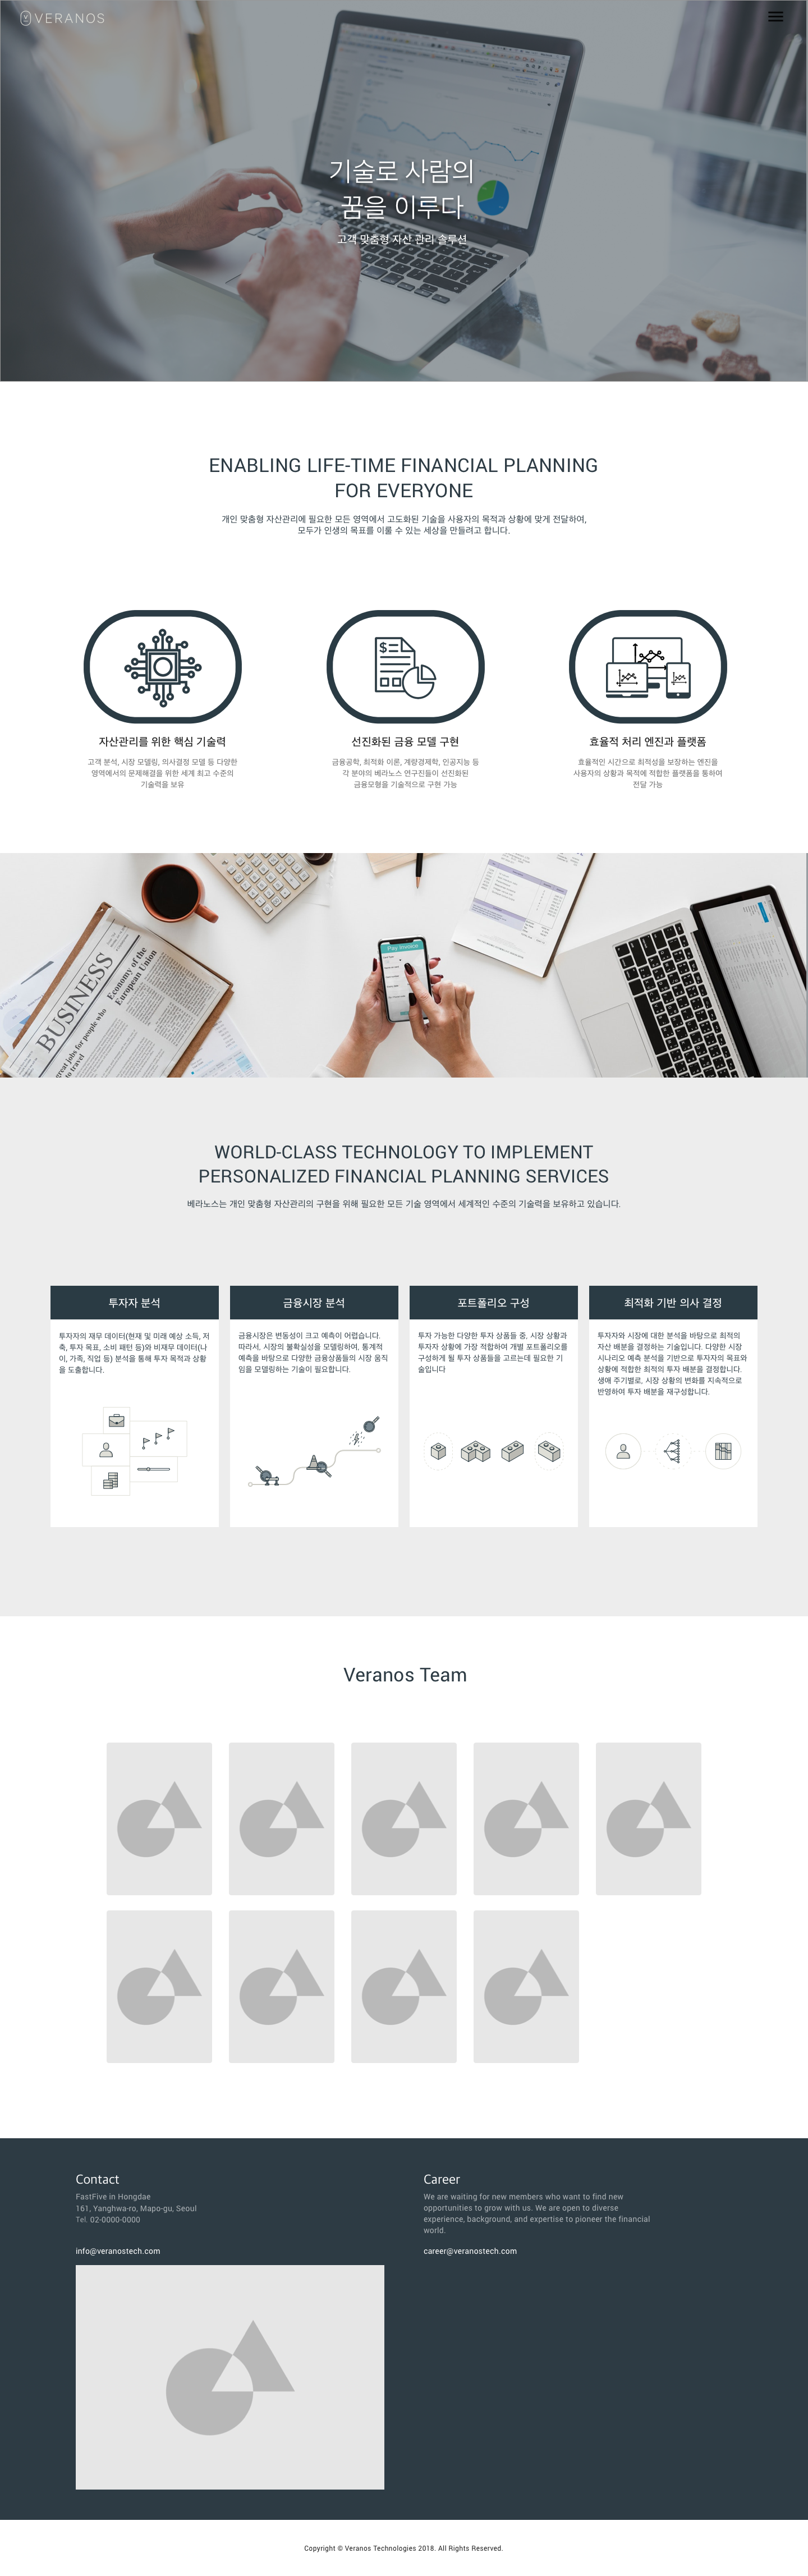 VERANOS
기술로 사람의
꿈을 이루다
고객 맞춤형 자산 관리 솔루션
ENABLING LIFE-TIME FINANCIAL PLANNING
FOR EVERYONE
개인 맞춤형 자산관리에 필요한 모든 영역에서 고도화된 기술을 사용자의 목적과 상황에 맞게 전달하여,
모두가 인생의 목표를 이룰 수 있는 세상을 만들려고 합니다.
자산관리를 위한 핵심 기술력
고객 분석, 시장 모델링, 의사결정 모델 등 다양한
영역에서의 문제해결을 위한 세계 최고 수준의
기술력을 보유
선진화된 금융 모델 구현
금융공학, 최적화 이론, 계량경제학, 인공지능 등
각 분야의 베라노스 연구진들이 선진화된
금융모형을 기술적으로 구현 가능
효율적 처리 엔진과 플랫폼
효율적인 시간으로 최적성을 보장하는 엔진을
사용자의 상황과 목적에 적합한 플랫폼을 통하여
전달 가능
BUSINESS
Economy of the
European Union
great jobs for people who
to travel
Pay Invoice
WORLD-CLASS TECHNOLOGY TO IMPLEMENT
PERSONALIZED FINANCIAL PLANNING SERVICES
베라노스는 개인 맞춤형 자산관리의 구현을 위해 필요한 모든 기술 영역에서 세계적인 수준의 기술력을 보유하고 있습니다.
투자자 분석
투자자의 재무 데이터(현재 및 미래 예상 소득, 저
축, 투자 목표, 소비 패턴 등)와 비재무 데이터(나
이, 가족, 직업 등) 분석을 통해 투자 목적과 상황
을 도출합니다.
금융시장 분석
금융시장은 변동성이 크고 예측이 어렵습니다.
따라서, 시장의 불확실성을 모델링하여, 통계적
예측을 바탕으로 다양한 금융상품들의 시장 움직
임을 모델링하는 기술이 필요합니다.
포트폴리오 구성
투자 가능한 다양한 투자 상품들 중, 시장 상황과
투자자 상황에 가장 적합하여 개별 포트폴리오를
구성하게 될 투자 상품들을 고르는데 필요한 기
술입니다
최적화 기반 의사 결정
투자자와 시장에 대한 분석을 바탕으로 최적의
자산 배분을 결정하는 기술입니다. 다양한 시장
시나리오 예측 분석을 기반으로 투자자의 목표와
상황에 적합한 최적의 투자 배분을 결정합니다.
생애 주기별로, 시장 상황의 변화를 지속적으로
반영하여 투자 배분을 재구성합니다.
Veranos Team
Contact
FastFive in Hongdae
161, Yanghwa-ro, Mapo-gu, Seoul
Tel. 02-0000-0000
info@veranostech.com
Career
We are waiting for new members who want to find new
opportunities to grow with us. We are open to diverse
experience, background, and expertise to pioneer the financial
world.
career@veranostech.com
Copyright © Veranos Technologies 2018. All Rights Reserved.